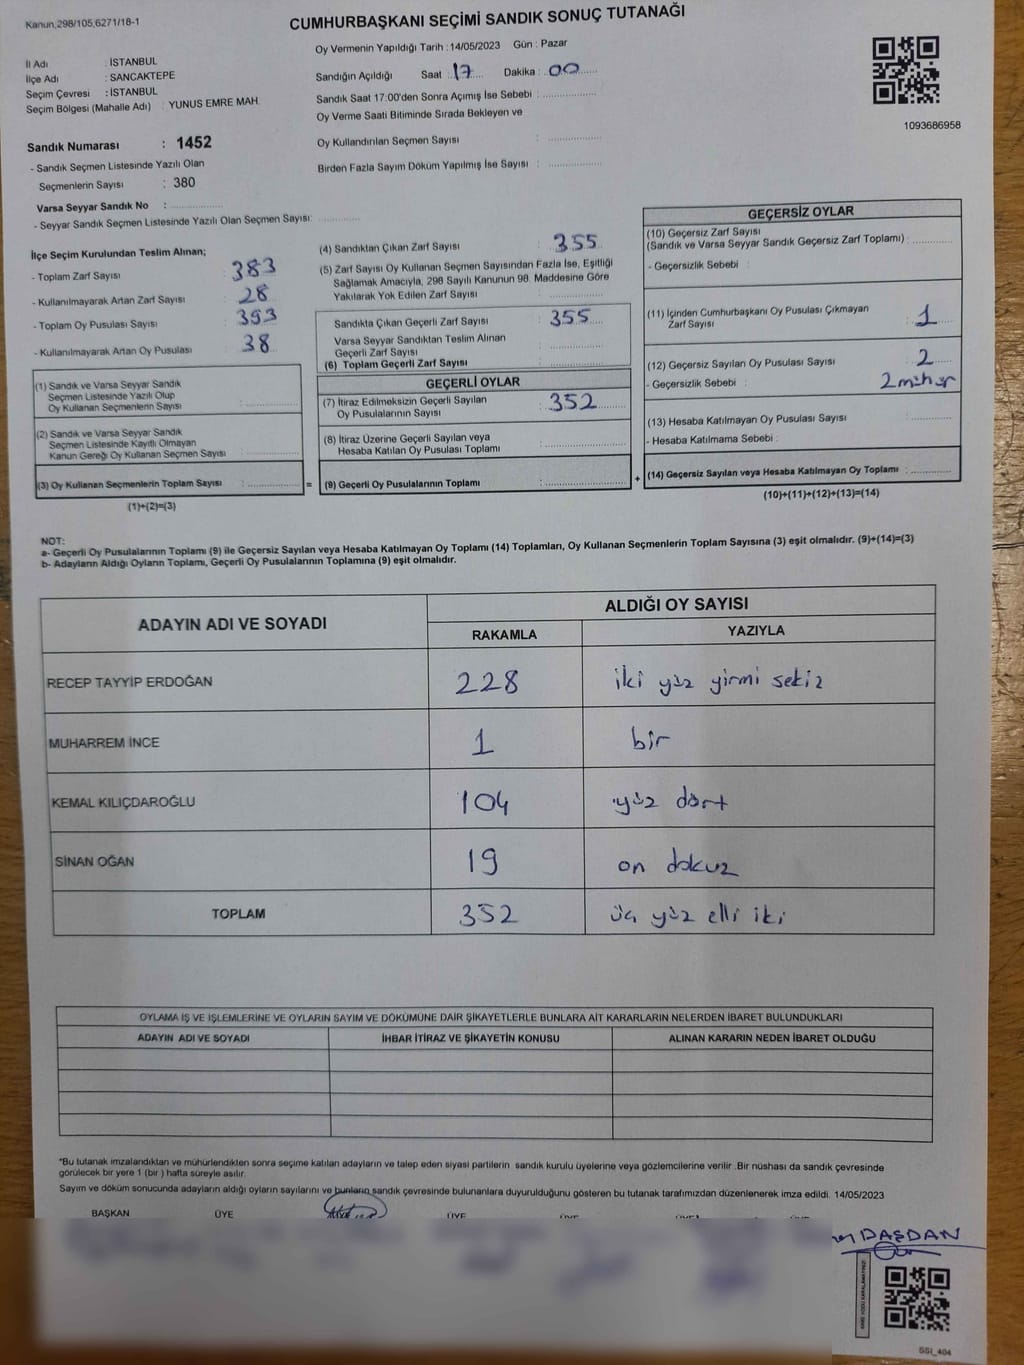 Kanun,298/105,6271/18-1
CUMHURBAŞKANI SEÇİMİ SANDIK SONUÇ TUTANAĞI
İl Adı : İSTANBUL
İlçe Adı : SANCAKTEPE
Seçim Çevresi : İSTANBUL
Seçim Bölgesi (Mahalle Adı) : YUNUS EMRE MAH.
Sandık Numarası : 1452
- Sandık Seçmen Listesinde Yazılı Olan
Seçmenlerin Sayısı : 380
Varsa Seyyar Sandık No :
- Seyyar Sandık Seçmen Listesinde Yazılı Olan Seçmen Sayısı:
Oy Vermenin Yapıldığı Tarih :14/05/2023 Gün : Pazar
Sandığın Açıldığı Saat 17 Dakika : 00
Sandık Saat 17:00'den Sonra Açımış İse Sebebi :
Oy Verme Saati Bitiminde Sırada Bekleyen ve
Oy Kullandırılan Seçmen Sayısı :
Birden Fazla Sayım Döküm Yapılmış İse Sayısı :
1093686958
İlçe Seçim Kurulundan Teslim Alınan;
- Toplam Zarf Sayısı : 383
- Kullanılmayarak Artan Zarf Sayısı : 28
- Toplam Oy Pusulası Sayısı : 393
- Kullanılmayarak Artan Oy Pusulası : 38
(1) Sandık ve Varsa Seyyar Sandık
Seçmen Listesinde Yazılı Olup
Oy Kullanan Seçmenlerin Sayısı :
(2) Sandık ve Varsa Seyyar Sandık
Seçmen Listesinde Kayıtlı Olmayan
Kanun Gereği Oy Kullanan Seçmen Sayısı :
(3) Oy Kullanan Seçmenlerin Toplam Sayısı : =
(1)+(2)=(3)
(4) Sandıktan Çıkan Zarf Sayısı : 355
(5) Zarf Sayısı Oy Kullanan Seçmen Sayısından Fazla İse, Eşitliği
Sağlamak Amacıyla, 298 Sayılı Kanunun 98. Maddesine Göre
Yakılarak Yok Edilen Zarf Sayısı :
Sandıkta Çıkan Geçerli Zarf Sayısı : 355
Varsa Seyyar Sandıktan Teslim Alınan
Geçerli Zarf Sayısı :
(6) Toplam Geçerli Zarf Sayısı :
GEÇERLİ OYLAR
(7) İtiraz Edilmeksizin Geçerli Sayılan
Oy Pusulalarının Sayısı : 352
(8) İtiraz Üzerine Geçerli Sayılan veya
Hesaba Katılan Oy Pusulası Toplamı :
(9) Geçerli Oy Pusulalarının Toplamı : +
GEÇERSİZ OYLAR
(10) Geçersiz Zarf Sayısı
(Sandık ve Varsa Seyyar Sandık Geçersiz Zarf Toplamı) :
- Geçersizlik Sebebi :
(11) İçinden Cumhurbaşkanı Oy Pusulası Çıkmayan
Zarf Sayısı : 1
(12) Geçersiz Sayılan Oy Pusulası Sayısı : 2
- Geçersizlik Sebebi : 2 mühür
(13) Hesaba Katılmayan Oy Pusulası Sayısı :
- Hesaba Katılmama Sebebi :
(14) Geçersiz Sayılan veya Hesaba Katılmayan Oy Toplamı :
(10)+(11)+(12)+(13)=(14)
NOT:
a- Geçerli Oy Pusulalarının Toplamı (9) ile Geçersiz Sayılan veya Hesaba Katılmayan Oy Toplamı (14) Toplamları, Oy Kullanan Seçmenlerin Toplam Sayısına (3) eşit olmalıdır. (9)+(14)=(3)
b- Adayların Aldığı Oyların Toplamı, Geçerli Oy Pusulalarının Toplamına (9) eşit olmalıdır.
ADAYIN ADI VE SOYADI
ALDIĞI OY SAYISI
RAKAMLA YAZIYLA
RECEP TAYYİP ERDOĞAN 228 iki yüz yirmi sekiz
MUHARREM İNCE 1 bir
KEMAL KILIÇDAROĞLU 104 yüz dört
SİNAN OĞAN 19 on dokuz
TOPLAM 352 üç yüz elli iki
OYLAMA İŞ VE İŞLEMLERİNE VE OYLARIN SAYIM VE DÖKÜMÜNE DAİR ŞİKAYETLERLE BUNLARA AİT KARARLARIN NELERDEN İBARET BULUNDUKLARI
ADAYIN ADI VE SOYADI İHBAR İTİRAZ VE ŞİKAYETİN KONUSU ALINAN KARARIN NEDEN İBARET OLDUĞU
"Bu tutanak imzalandıktan ve mühürlendikten sonra seçime katılan adayların ve talep eden siyasi partilerin sandık kurulu üyelerine veya gözlemcilerine verilir .Bir nüshası da sandık çevresinde
görülecek bir yere 1 (bir ) hafta süreyle asılır.
Sayım ve döküm sonucunda adayların aldığı oyların sayılarını ve bunların sandık çevresinde bulunanlara duyurulduğunu gösteren bu tutanak tarafımızdan düzenlenerek imza edildi. 14/05/2023
BAŞKAN ÜYE ÜYE ÜYE ÜYE ÜYE
DAŞDAN
SSI_404